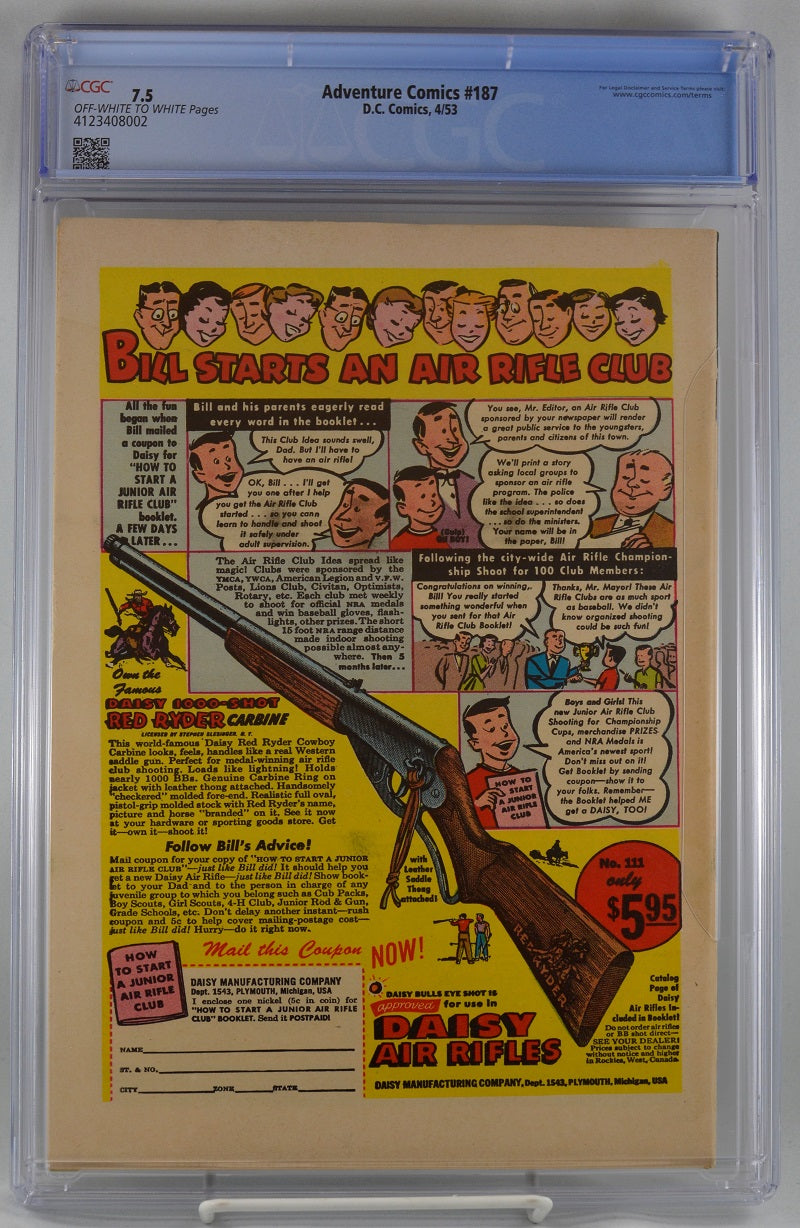 CGC
7.5
OFF-WHITE TO WHITE Pages
4123408002
Adventure Comics #187
D.C. Comics, 4/53
For Legal Disclaimer and Service Terms please visit:
www.cgccomics.com/terms
BILL STARTS AN AIR RIFLE CLUB
All the fun
began when
Bill mailed
a coupon to
Daisy for
"HOW TO
START A
JUNIOR AIR
RIFLE CLUB"
booklet.
A FEW DAYS
LATER...
Bill and his parents eagerly read
every word in the booklet...
This Club Idea sounds swell,
Dad. But I'll have to
have an air rifle!
OK, Bill... I'll get
you one after I help
you get the Air Rifle Club
started... so you cann
learn to handle and shoot
it safely under
adult supervision.
You see, Mr. Editor, an Air Rifle Club
sponsored by your newspaper will render
a great public service to the youngsters,
parents and citizens of this town.
We'll print a story
asking local groups to
sponsor an air rifle
program. The police
like the idea... so does
the school superintendent
...so do the ministers.
Your name will be in
the paper, Bill!
(Gulp)
OH BOY!
The Air Rifle Club Idea spread like
magic! Clubs were sponsored by the
YMCA, YWCA, American Legion and V.F.W.
Posts, Lions Club, Civitan, Optimists,
Rotary, etc. Each club met weekly
to shoot for official NRA medals
and win baseball gloves, flash-
lights, other prizes. The short
15 foot NRA range distance
made indoor shooting
possible almost any-
where. Then 5
months later...
Following the city-wide Air Rifle Champion-
ship Shoot for 100 Club Members:
Congratulations on winning,
Bill! You really started
something wonderful when
you sent for that Air
Rifle Club Booklet!
Thanks, Mr. Mayor! These Air
Rifle Clubs are as much sport
as baseball. We didn't
know organized shooting
could be such fun!
Own the
Famous
DAISY 1000-SHOT
RED RYDER CARBINE
LICENSED BY STEPHEN SLESINGER, N. Y.
This world-famous Daisy Red Ryder Cowboy
Carbine looks, feels, handles like a real Western
saddle gun. Perfect for medal-winning air rifle
club shooting. Loads like lightning! Holds
nearly 1000 BBs. Genuine Carbine Ring on
jacket with leather thong attached. Handsomely
"checkered" molded fore-end. Realistic full oval,
pistol-grip molded stock with Red Ryder's name,
picture and horse "branded" on it. See it now
at your hardware or sporting goods store. Get
it—own it—shoot it!
Boys and Girls! This
new Junior Air Rifle Club
Shooting for Championship
Cups, merchandise PRIZES
and NRA Medals is
America's newest sport!
Don't miss out on it!
Get Booklet by sending
coupon—show it to
your folks. Remember—
the Booklet helped ME
get a DAISY, TOO!
HOW TO
START A
JUNIOR
AIR RIFLE
CLUB
Follow Bill's Advice!
Mail coupon for your copy of "HOW TO START A JUNIOR
AIR RIFLE CLUB"—just like Bill did! It should help you
get a new Daisy Air Rifle—just like Bill did! Show book-
let to your Dad and to the person in charge of any
juvenile group to which you belong such as Cub Packs,
Boy Scouts, Girl Scouts, 4-H Club, Junior Rod & Gun,
Grade Schools, etc. Don't delay another instant—rush
coupon and 5c to help cover mailing-postage cost—
just like Bill did! Hurry—do it right now.
with
Leather
Saddle
Thong
attached!
No. 111
only
$5.95
RED RYDER
Mail this Coupon NOW!
HOW
TO START
A JUNIOR
AIR RIFLE
CLUB
DAISY MANUFACTURING COMPANY
Dept. 1543, PLYMOUTH, Michigan, USA
I enclose one nickel (5c in coin) for
"HOW TO START A JUNIOR AIR RIFLE
CLUB" BOOKLET. Send it POSTPAID!
NAME
ST. & NO.
CITY ZONE STATE
DAISY BULLS EYE SHOT IS
approved for use in
DAISY
AIR RIFLES
Catalog
Page of
Daisy
Air Rifles In-
cluded in Booklet!
Do not order air rifles
or BB shot direct—
SEE YOUR DEALER!
Prices subject to change
without notice and higher
in Rockies, West, Canada.
DAISY MANUFACTURING COMPANY, Dept. 1543, PLYMOUTH, Michigan, USA